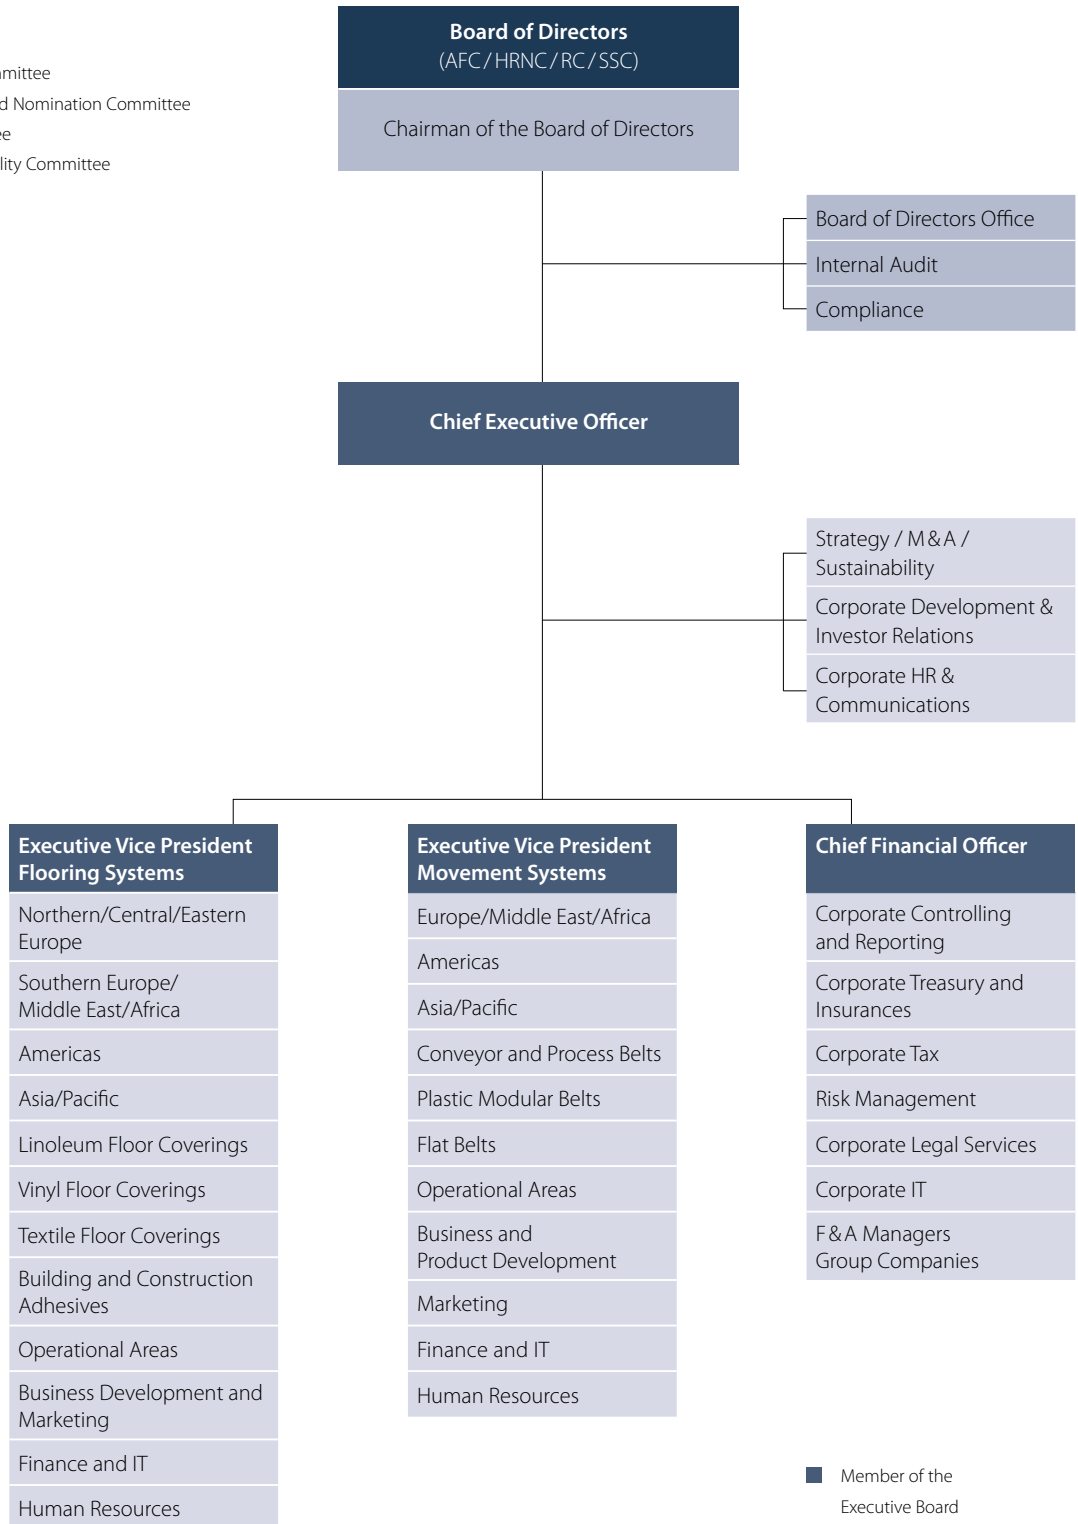 Board of Directors
(AFC / HRNC / RC / SSC)
Nomination Committee
Committee
Chairman of the Board of Directors
Board of Directors Office
Internal Audit
Compliance
Chief Executive Officer
Strategy / M & A /
Sustainability
Corporate Development &
Investor Relations
Corporate HR &
Communications
Executive Vice President
Flooring Systems
Northern/Central/Eastern
Europe
Southern Europe/
Middle East/Africa
Americas
Asia/Pacific
Linoleum Floor Coverings
Vinyl Floor Coverings
Textile Floor Coverings
Building and Construction
Adhesives
Operational Areas
Business Development and
Marketing
Finance and IT
Human Resources
Executive Vice President
Movement Systems
Europe/Middle East/Africa
Americas
Asia/Pacific
Conveyor and Process Belts
Plastic Modular Belts
Flat Belts
Operational Areas
Business and
Product Development
Marketing
Finance and IT
Human Resources
Chief Financial Officer
Corporate Controlling
and Reporting
Corporate Treasury and
Insurances
Corporate Tax
Risk Management
Corporate Legal Services
Corporate IT
F & A Managers
Group Companies
Member of the
Executive Board